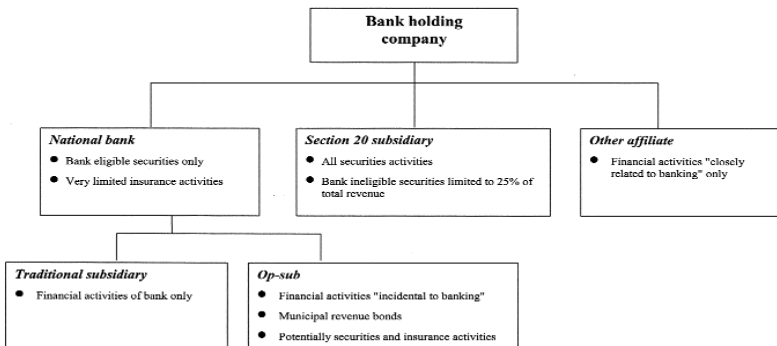 Bank holding
company
National bank
● Bank eligible securities only
● Very limited insurance activities
Section 20 subsidiary
● All securities activities
● Bank ineligible securities limited to 25% of
total revenue
Other affiliate
● Financial activities "closely
related to banking" only
Traditional subsidiary
● Financial activities of bank only
Op-sub
● Financial activities "incidental to banking"
● Municipal revenue bonds
● Potentially securities and insurance activities